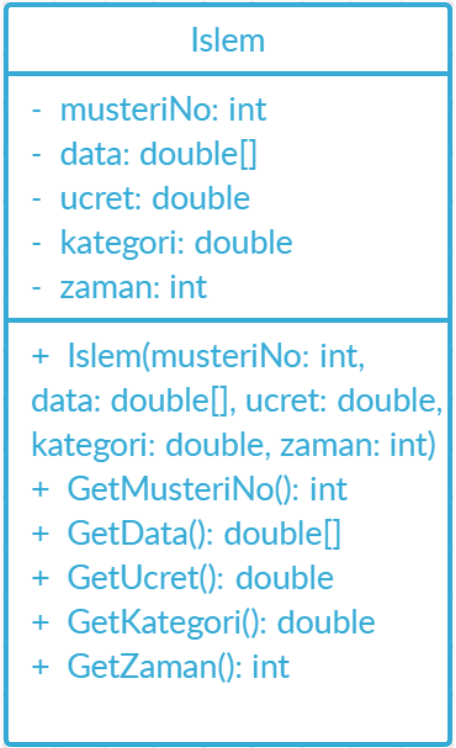 Islem
- musteriNo: int
- data: double[]
- ucret: double
- kategori: double
- zaman: int
+ Islem(musteriNo: int,
data: double[], ucret: double,
kategori: double, zaman: int)
+ GetMusteriNo(): int
+ GetData(): double[]
+ GetUcret(): double
+ GetKategori(): double
+ GetZaman(): int